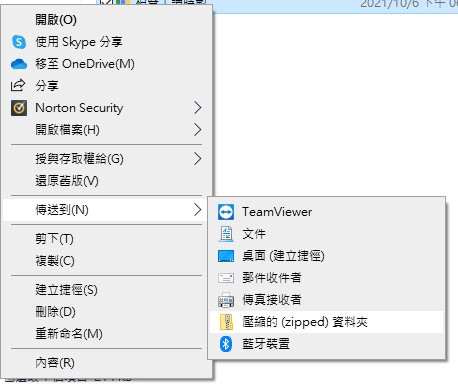 2021/10/6 下午 0
開啟(O)
使用 Skype 分享
移至 OneDrive(M)
分享
Norton Security
開啟檔案(H)
授與存取權給(G)
還原舊版(V)
傳送到(N)
剪下(T)
複製(C)
建立捷徑(S)
刪除(D)
重新命名(M)
內容(R)
TeamViewer
文件
桌面 (建立捷徑)
郵件收件者
傳真接收者
壓縮的 (zipped) 資料夾
藍牙裝置